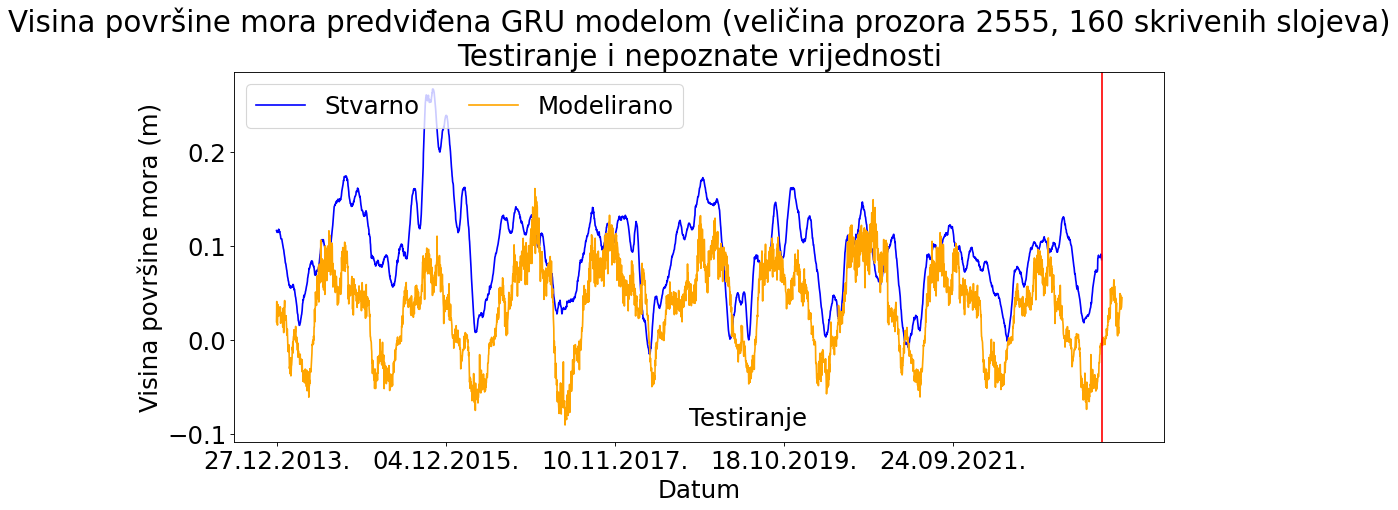 Visina površine mora predviđena GRU modelom (veličina prozora 2555, 160 skrivenih slojeva)
Testiranje i nepoznate vrijednosti
Stvarno
Modelirano
Visina površine mora (m)
0.2
0.1
0.0
−0.1
Testiranje
27.12.2013.
04.12.2015.
10.11.2017.
18.10.2019.
24.09.2021.
Datum